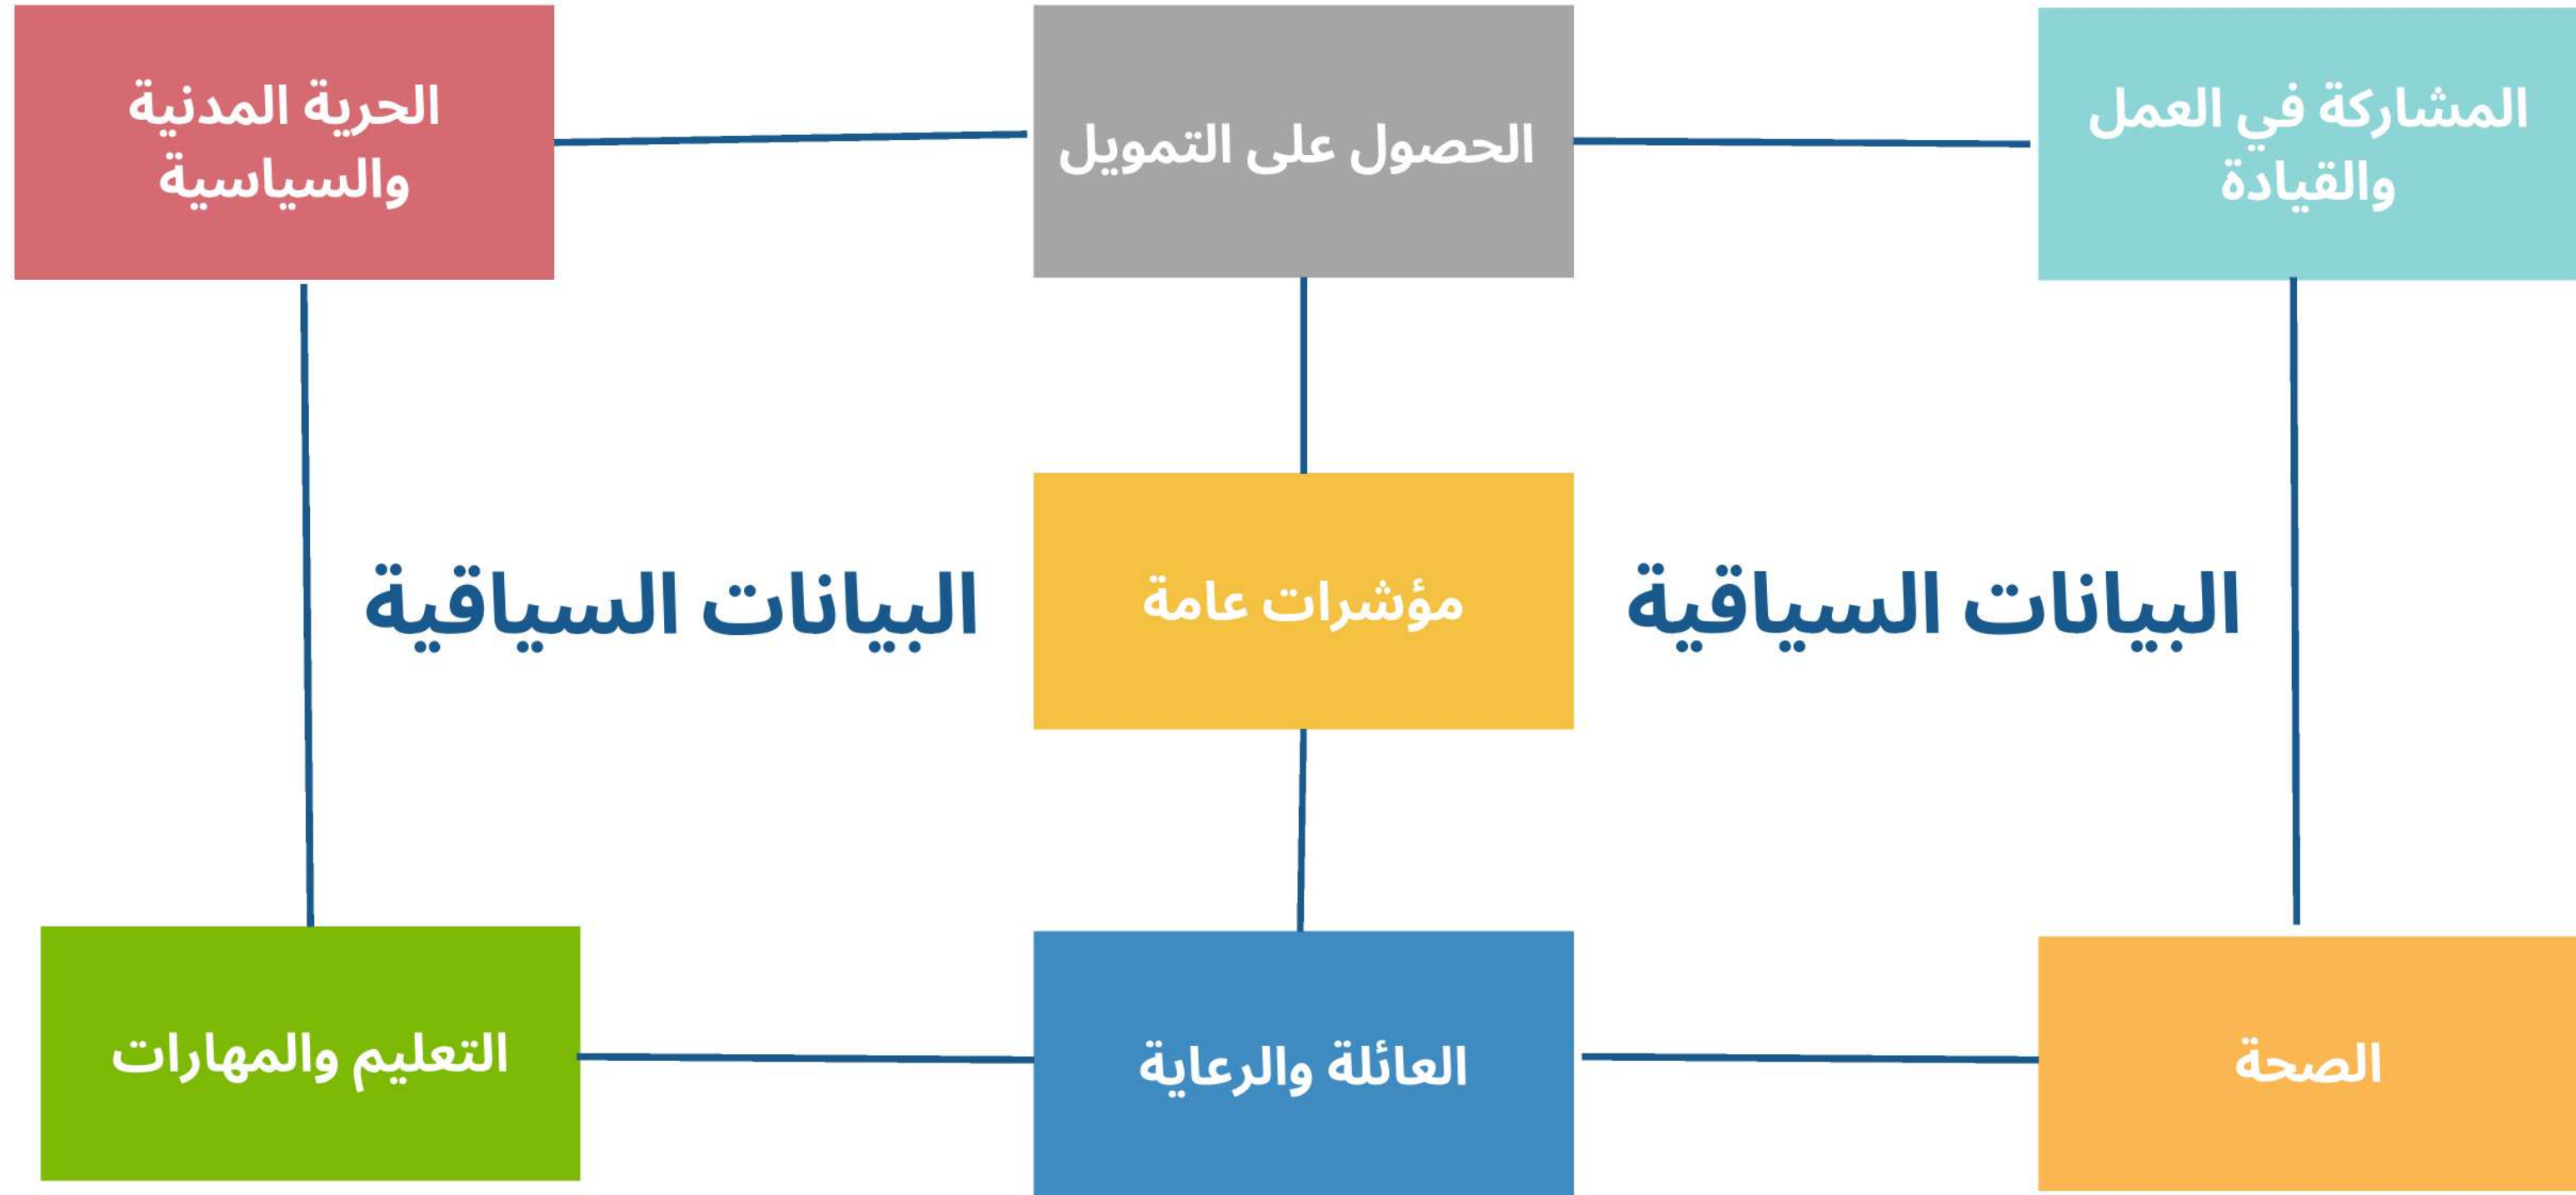 المشاركة في العمل
والقيادة
الحصول على التمويل
الحرية المدنية
والسياسية
البيانات السياقية
مؤشرات عامة
البيانات السياقية
الصحة
العائلة والرعاية
التعليم والمهارات